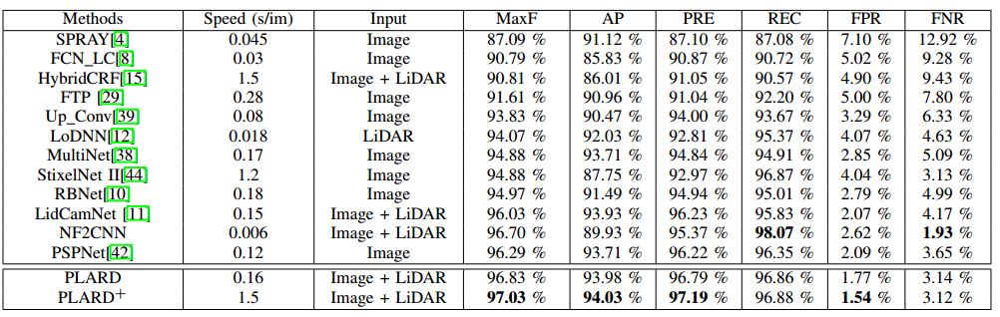 Methods Speed (s/im) Input MaxF AP PRE REC FPR FNR
SPRAY[4] 0.045 Image 87.09 % 91.12 % 87.10 % 87.08 % 7.10 % 12.92 %
FCN_LC[8] 0.03 Image 90.79 % 85.83 % 90.87 % 90.72 % 5.02 % 9.28 %
HybridCRF[15] 1.5 Image + LiDAR 90.81 % 86.01 % 91.05 % 90.57 % 4.90 % 9.43 %
FTP [29] 0.28 Image 91.61 % 90.96 % 91.04 % 92.20 % 5.00 % 7.80 %
Up_Conv[39] 0.08 Image 93.83 % 90.47 % 94.00 % 93.67 % 3.29 % 6.33 %
LoDNN[12] 0.018 LiDAR 94.07 % 92.03 % 92.81 % 95.37 % 4.07 % 4.63 %
MultiNet[38] 0.17 Image 94.88 % 93.71 % 94.84 % 94.91 % 2.85 % 5.09 %
StixelNet II[44] 1.2 Image 94.88 % 87.75 % 92.97 % 96.87 % 4.04 % 3.13 %
RBNet[10] 0.18 Image 94.97 % 91.49 % 94.94 % 95.01 % 2.79 % 4.99 %
LidCamNet [11] 0.15 Image + LiDAR 96.03 % 93.93 % 96.23 % 95.83 % 2.07 % 4.17 %
NF2CNN 0.006 Image + LiDAR 96.70 % 89.93 % 95.37 % 98.07 % 2.62 % 1.93 %
PSPNet[42] 0.12 Image 96.29 % 93.71 % 96.22 % 96.35 % 2.09 % 3.65 %
PLARD 0.16 Image + LiDAR 96.83 % 93.98 % 96.79 % 96.86 % 1.77 % 3.14 %
PLARD+ 1.5 Image + LiDAR 97.03 % 94.03 % 97.19 % 96.88 % 1.54 % 3.12 %